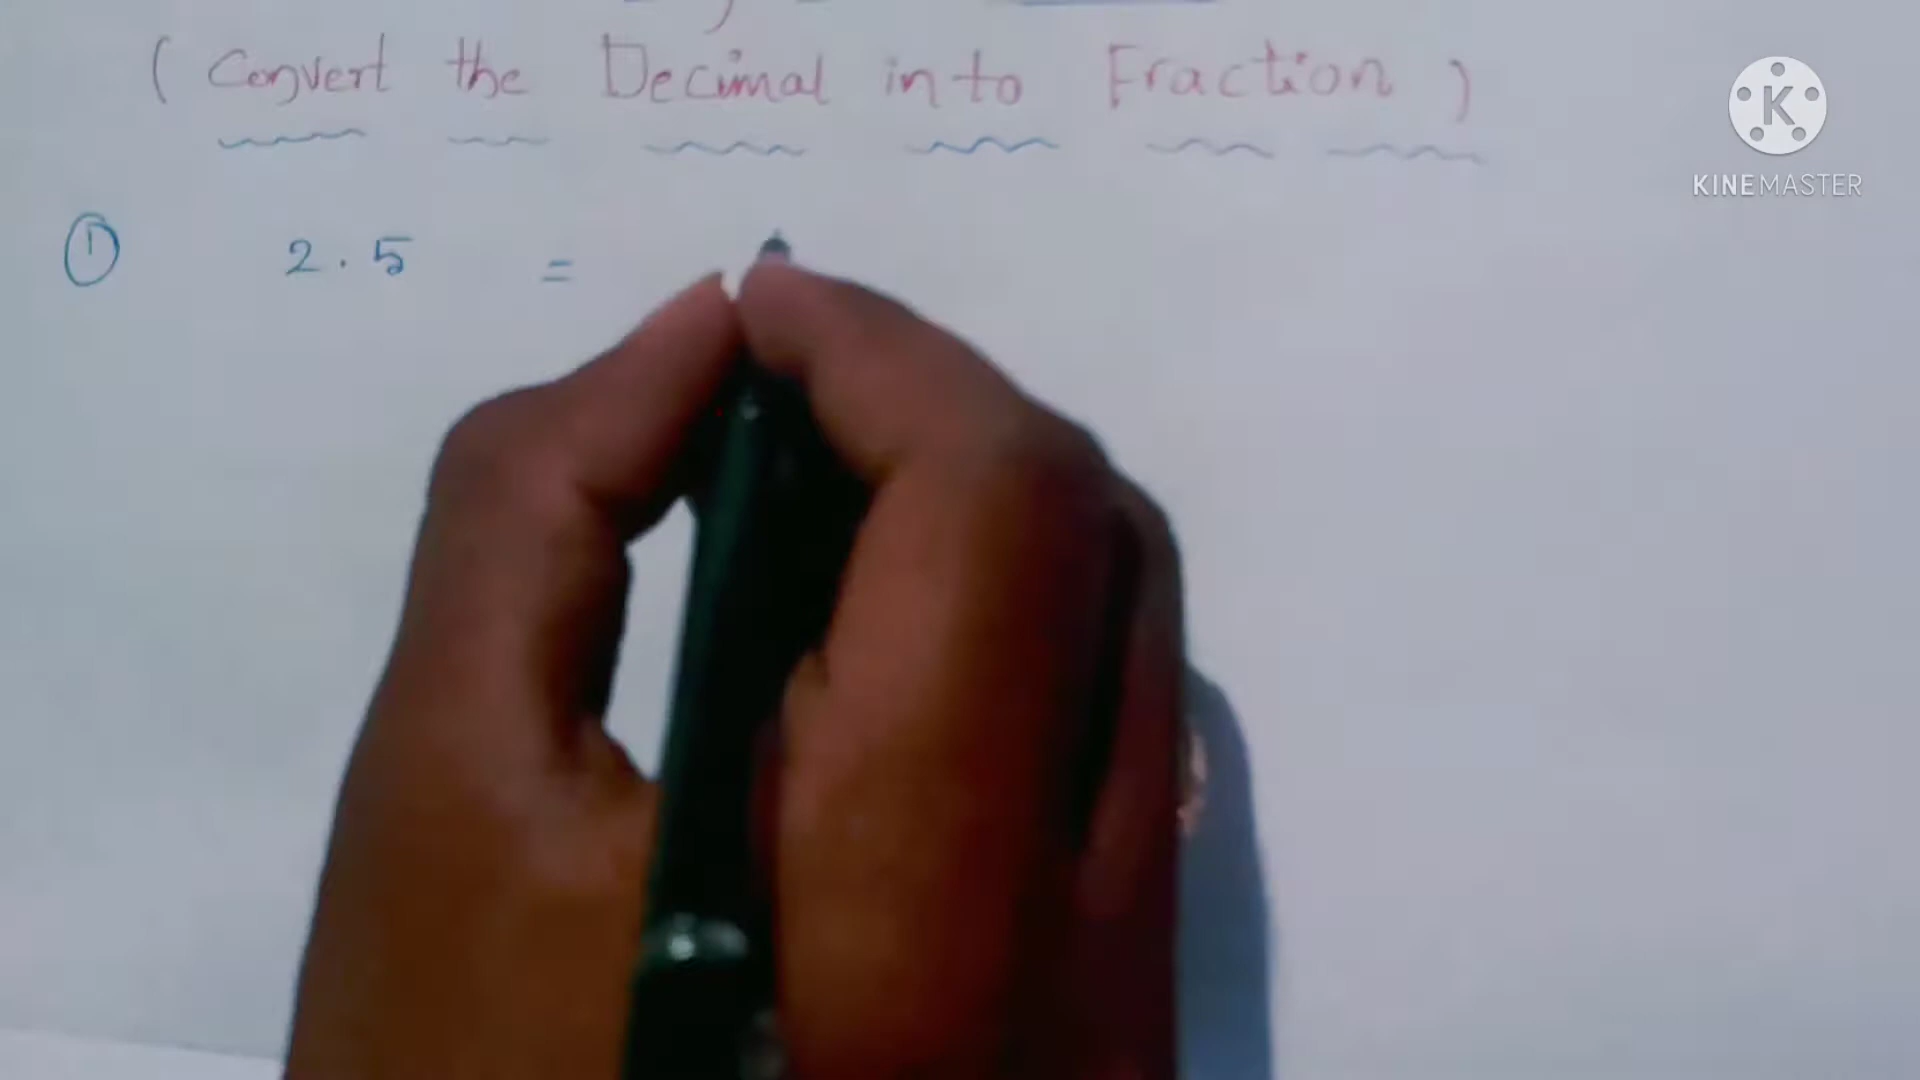 ( Convert the Decimal into Fraction )
K
KINEMASTER
① 2.5 =